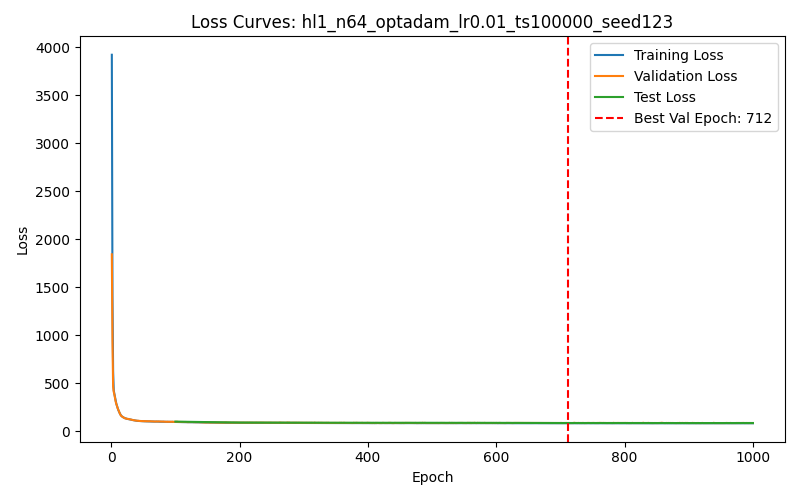 Loss Curves: hl1_n64_optadam_lr0.01_ts100000_seed123
Training Loss
Validation Loss
Test Loss
Best Val Epoch: 712
Loss
4000
3500
3000
2500
2000
1500
1000
500
0
0 200 400 600 800 1000
Epoch